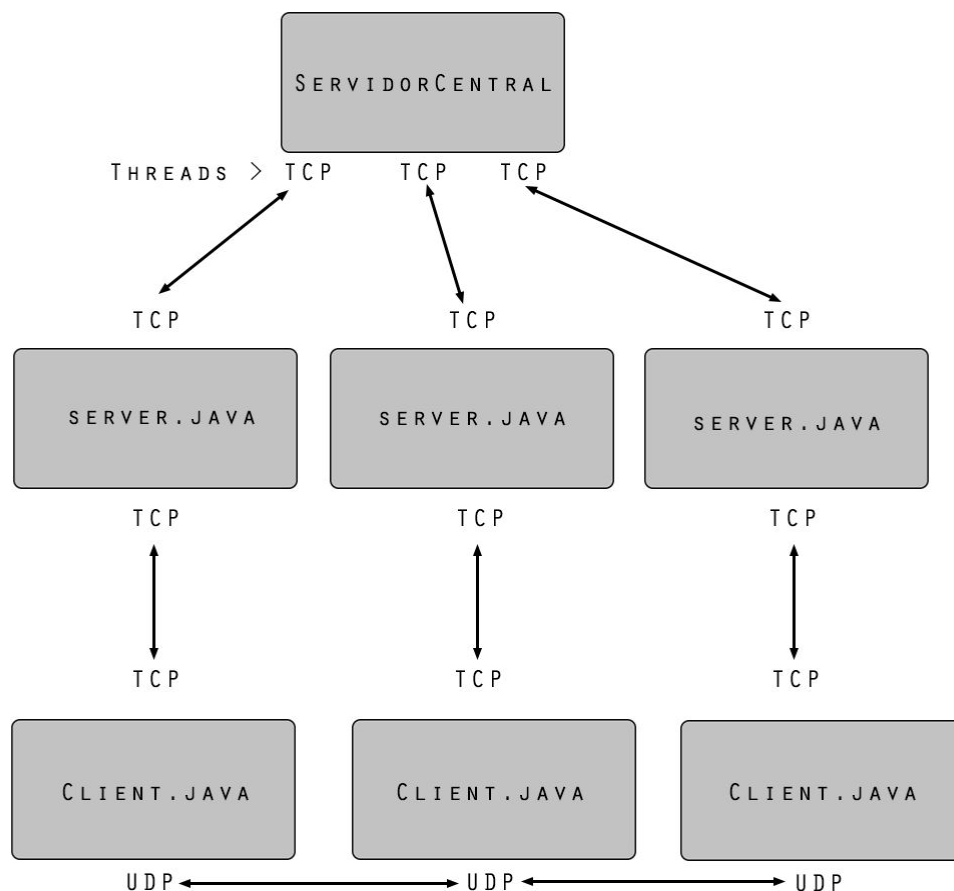 ServidorCentral
Threads > TCP TCP TCP
TCP TCP TCP
server.java server.java server.java
TCP TCP TCP
TCP TCP TCP
Client.java Client.java Client.java
UDP UDP UDP